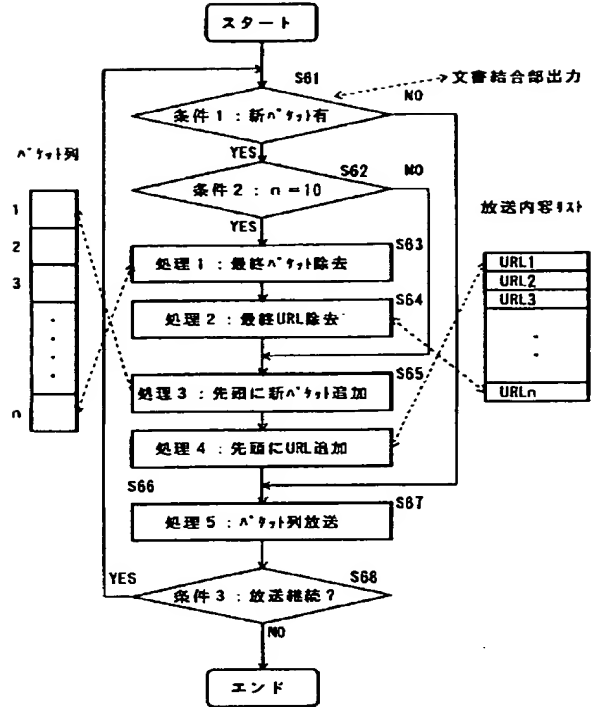 スタート
S61
文書結合部出力
条件1：新ﾊﾟｹｯﾄ有
NO
YES
ﾊﾟｹｯﾄ列
S62
NO
条件2：n＝10
放送内容ﾘｽﾄ
YES
1
2
3
n
S63
処理1：最終ﾊﾟｹｯﾄ除去
S64
処理2：最終URL除去
URL1
URL2
URL3
URLn
S65
処理3：先頭に新ﾊﾟｹｯﾄ追加
処理4：先頭にURL追加
S66
S67
処理5：ﾊﾟｹｯﾄ列放送
YES
S68
条件3：放送継続？
NO
エンド